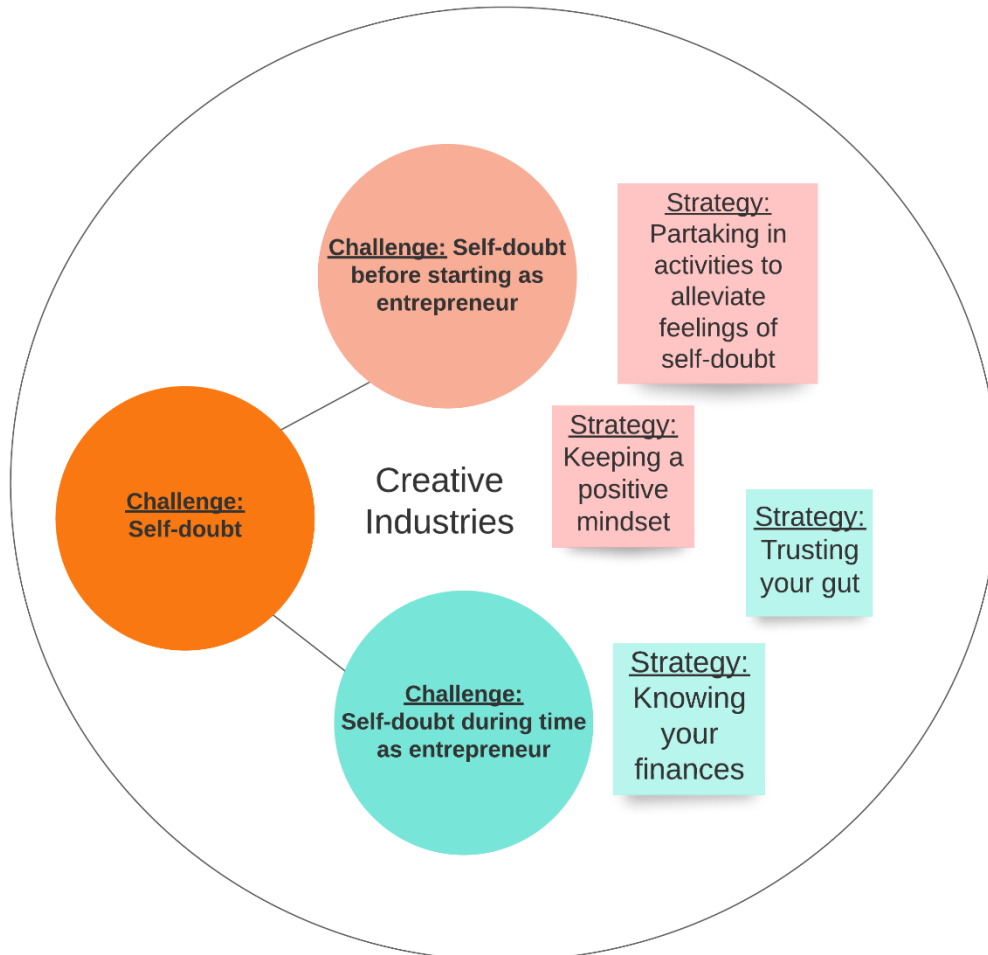 Challenge: Self-doubt
before starting as
entrepreneur
Strategy:
Partaking in
activities to
alleviate
feelings of
self-doubt
Challenge:
Self-doubt
Creative
Industries
Strategy:
Keeping a
positive
mindset
Strategy:
Trusting
your gut
Challenge:
Self-doubt during time
as entrepreneur
Strategy:
Knowing
your
finances